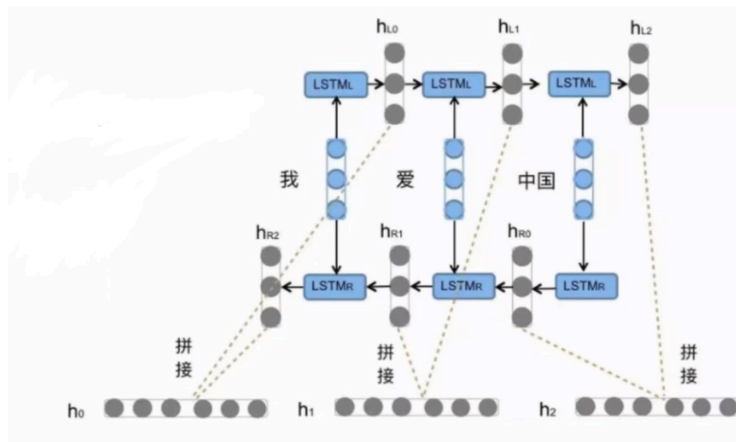 hL0 hL1 hL2
LSTML LSTML LSTML
我 爱 中国
hR2 hR1 hR0
LSTMR LSTMR LSTMR
拼接 拼接 拼接
h0 h1 h2